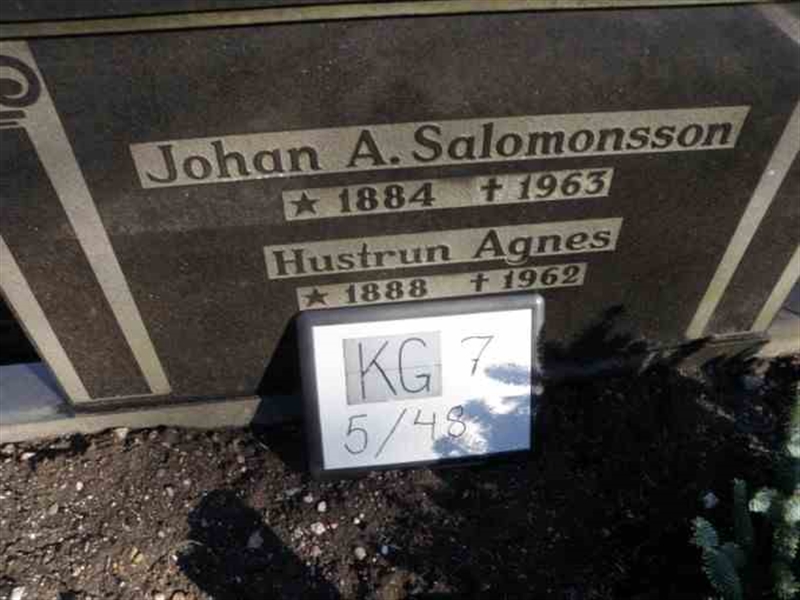 Johan A. Salomonsson
★ 1884 ✝ 1963
Hustrun Agnes
★ 1888 ✝ 1962
KG 7
5/48